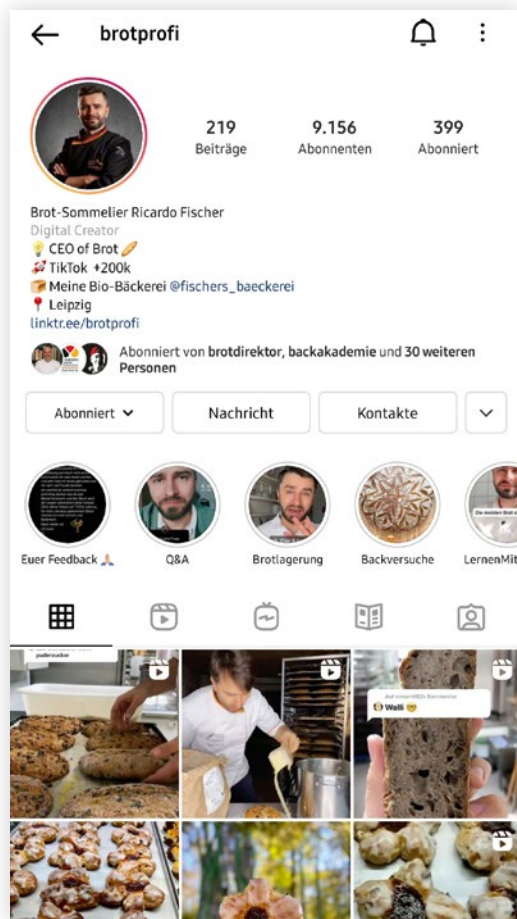 brotprofi
219 9.156 399
Beiträge Abonnenten Abonniert
Brot-Sommelier Ricardo Fischer
Digital Creator
CEO of Brot
TikTok +200k
Meine Bio-Bäckerei @fischers_baeckerei
Leipzig
linktr.ee/brotprofi
Abonniert von brotdirektor, backakademie und 30 weiteren
Personen
Abonniert Nachricht Kontakte
Euer Feedback Q&A Brotlagerung Backversuche LernenMit
puderzucker
Walli